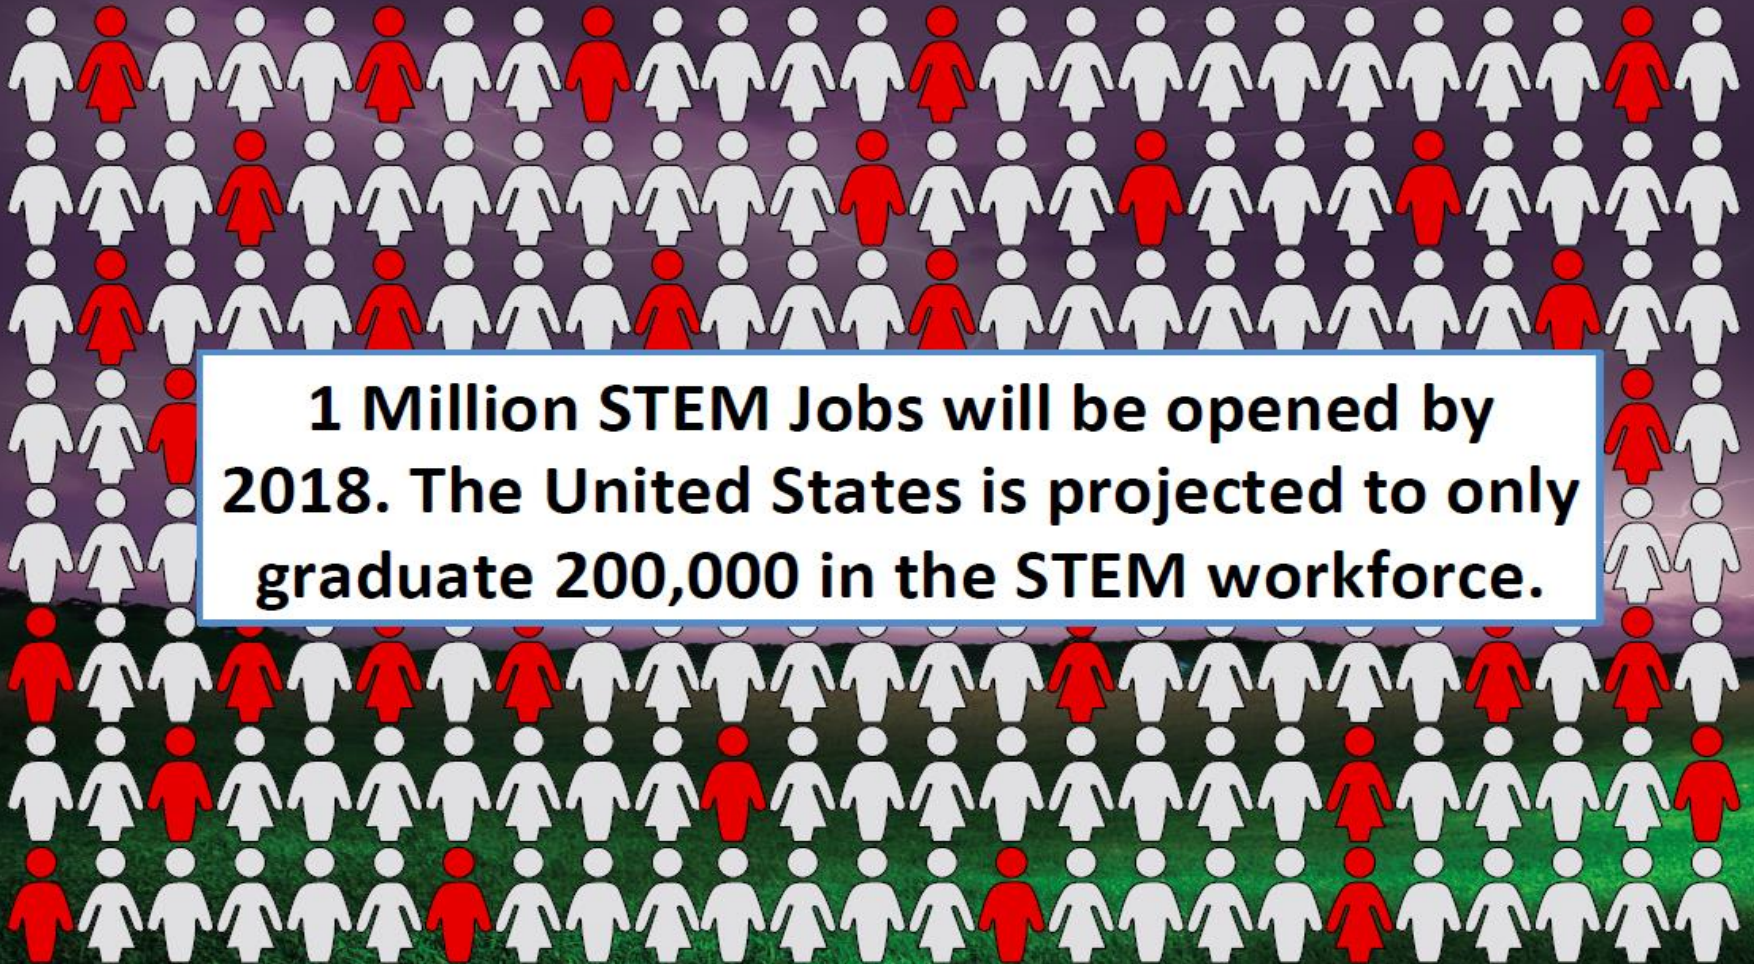 1 Million STEM Jobs will be opened by
2018. The United States is projected to only
graduate 200,000 in the STEM workforce.